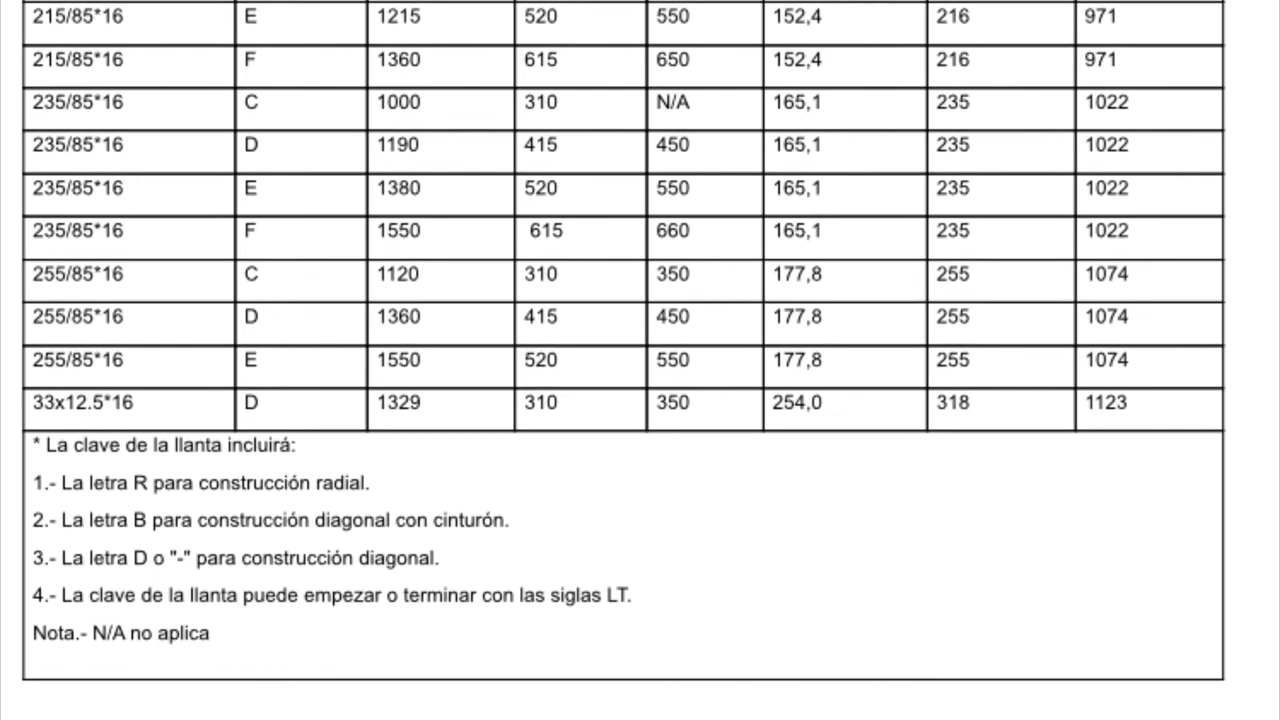 215/85*16 E 1215 520 550 152,4 216 971
215/85*16 F 1360 615 650 152,4 216 971
235/85*16 C 1000 310 N/A 165,1 235 1022
235/85*16 D 1190 415 450 165,1 235 1022
235/85*16 E 1380 520 550 165,1 235 1022
235/85*16 F 1550 615 660 165,1 235 1022
255/85*16 C 1120 310 350 177,8 255 1074
255/85*16 D 1360 415 450 177,8 255 1074
255/85*16 E 1550 520 550 177,8 255 1074
33x12.5*16 D 1329 310 350 254,0 318 1123
* La clave de la llanta incluirá:
1.- La letra R para construcción radial.
2.- La letra B para construcción diagonal con cinturón.
3.- La letra D o "-" para construcción diagonal.
4.- La clave de la llanta puede empezar o terminar con las siglas LT.
Nota.- N/A no aplica